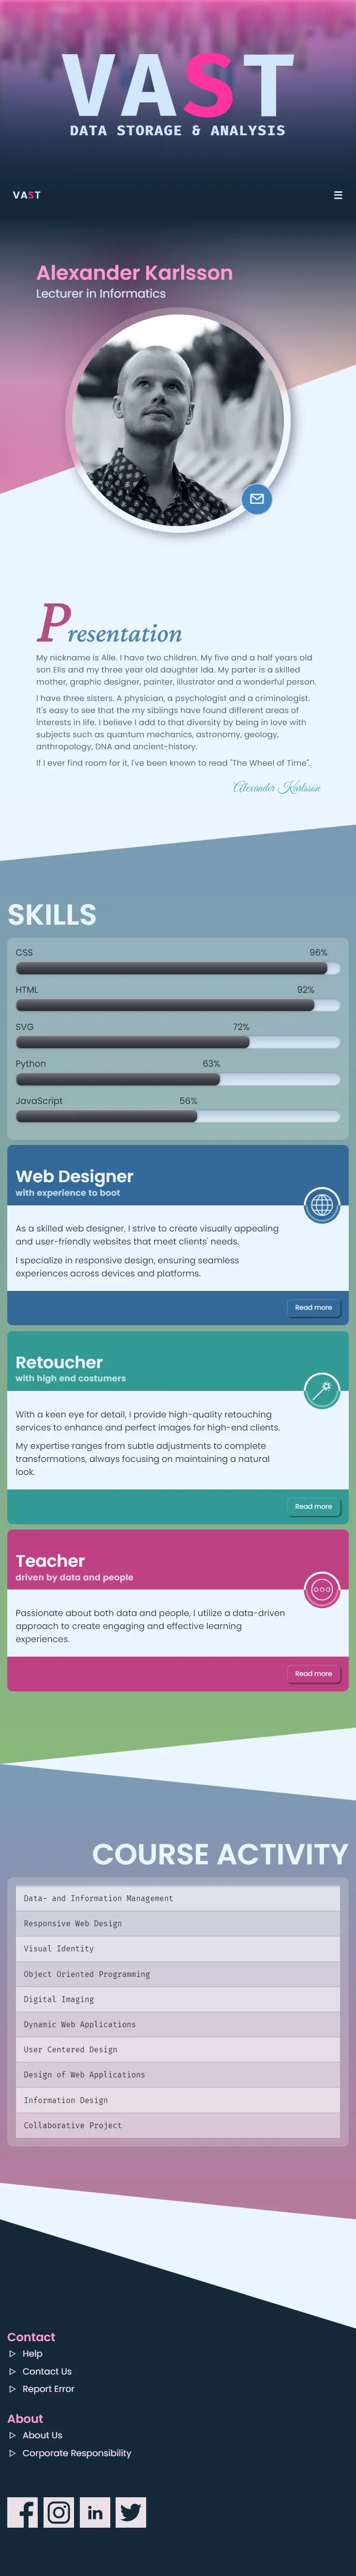 VAST
DATA STORAGE & ANALYSIS
VAST
Alexander Karlsson
Lecturer in Informatics
Presentation
My nickname is Alle. I have two children. My five and a half years old
son Elis and my three year old daughter Ida. My parter is a skilled
mother, graphic designer, painter, illustrator and a wonderful person.
I have three sisters. A physician, a psychologist and a criminologist.
It's easy to see that the my siblings have found different areas of
interests in life. I believe I add to that diversity by being in love with
subjects such as quantum mechanics, astronomy, geology,
anthropology, DNA and ancient-history.
If I ever find room for it, I've been known to read "The Wheel of Time".
Alexander Karlsson
SKILLS
CSS 96%
HTML 92%
SVG 72%
Python 63%
JavaScript 56%
Web Designer
with experience to boot
As a skilled web designer, I strive to create visually appealing
and user-friendly websites that meet clients' needs.
I specialize in responsive design, ensuring seamless
experiences across devices and platforms.
Read more
Retoucher
with high end costumers
With a keen eye for detail, I provide high-quality retouching
services to enhance and perfect images for high-end clients.
My expertise ranges from subtle adjustments to complete
transformations, always focusing on maintaining a natural
look.
Read more
Teacher
driven by data and people
Passionate about both data and people, I utilize a data-driven
approach to create engaging and effective learning
experiences.
Read more
COURSE ACTIVITY
Data- and Information Management
Responsive Web Design
Visual Identity
Object Oriented Programming
Digital Imaging
Dynamic Web Applications
User Centered Design
Design of Web Applications
Information Design
Collaborative Project
Contact
Help
Contact Us
Report Error
About
About Us
Corporate Responsibility
in